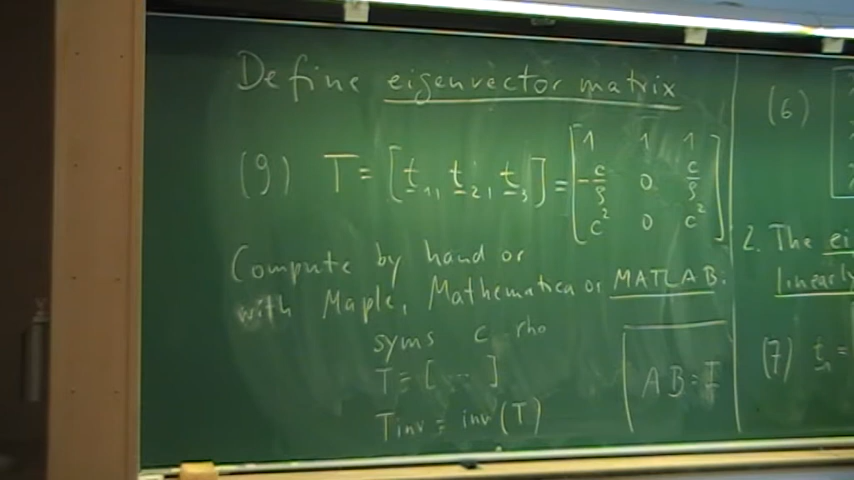 Define eigenvector matrix
(9) T = [t₁, t₂, t₃] = [1 1 1
-c/ρ 0 c/ρ
c² 0 c²]
Compute by hand or
with Maple, Mathematica or MATLAB:
syms c rho
T = [ ... ]
Tinv = inv(T)
AB = I
(6)
2. The ei
linearly
(7) t₁ =